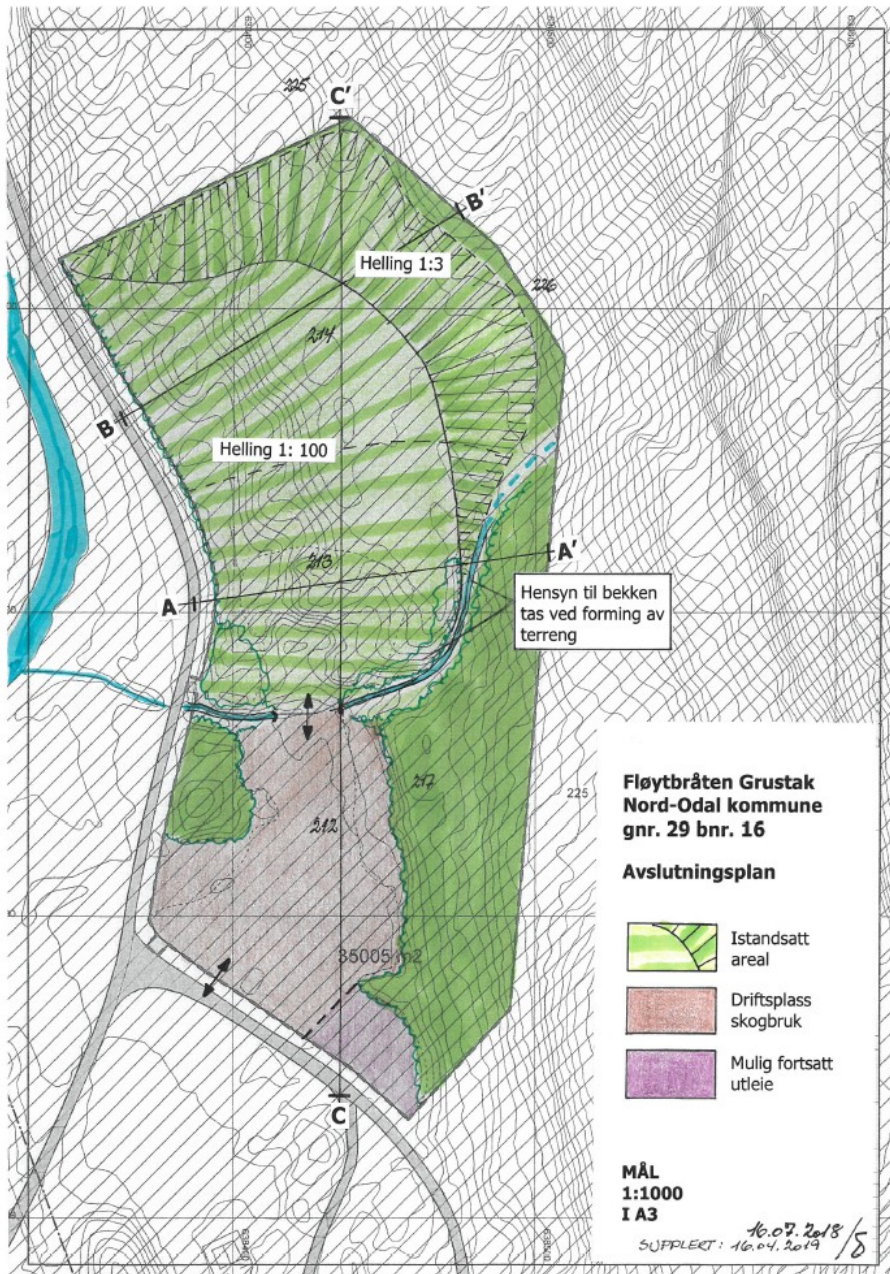 225
C'
B'
Helling 1:3
226
214
B
Helling 1: 100
A'
213
A
Hensyn til bekken
tas ved forming av
terreng
217
212
225
35005 m2
C
Fløytbråten Grustak
Nord-Odal kommune
gnr. 29 bnr. 16
Avslutningsplan
Istandsatt
areal
Driftsplass
skogbruk
Mulig fortsatt
utleie
MÅL
1:1000
I A3
16.07.2018
SUPPLERT: 16.04.2019